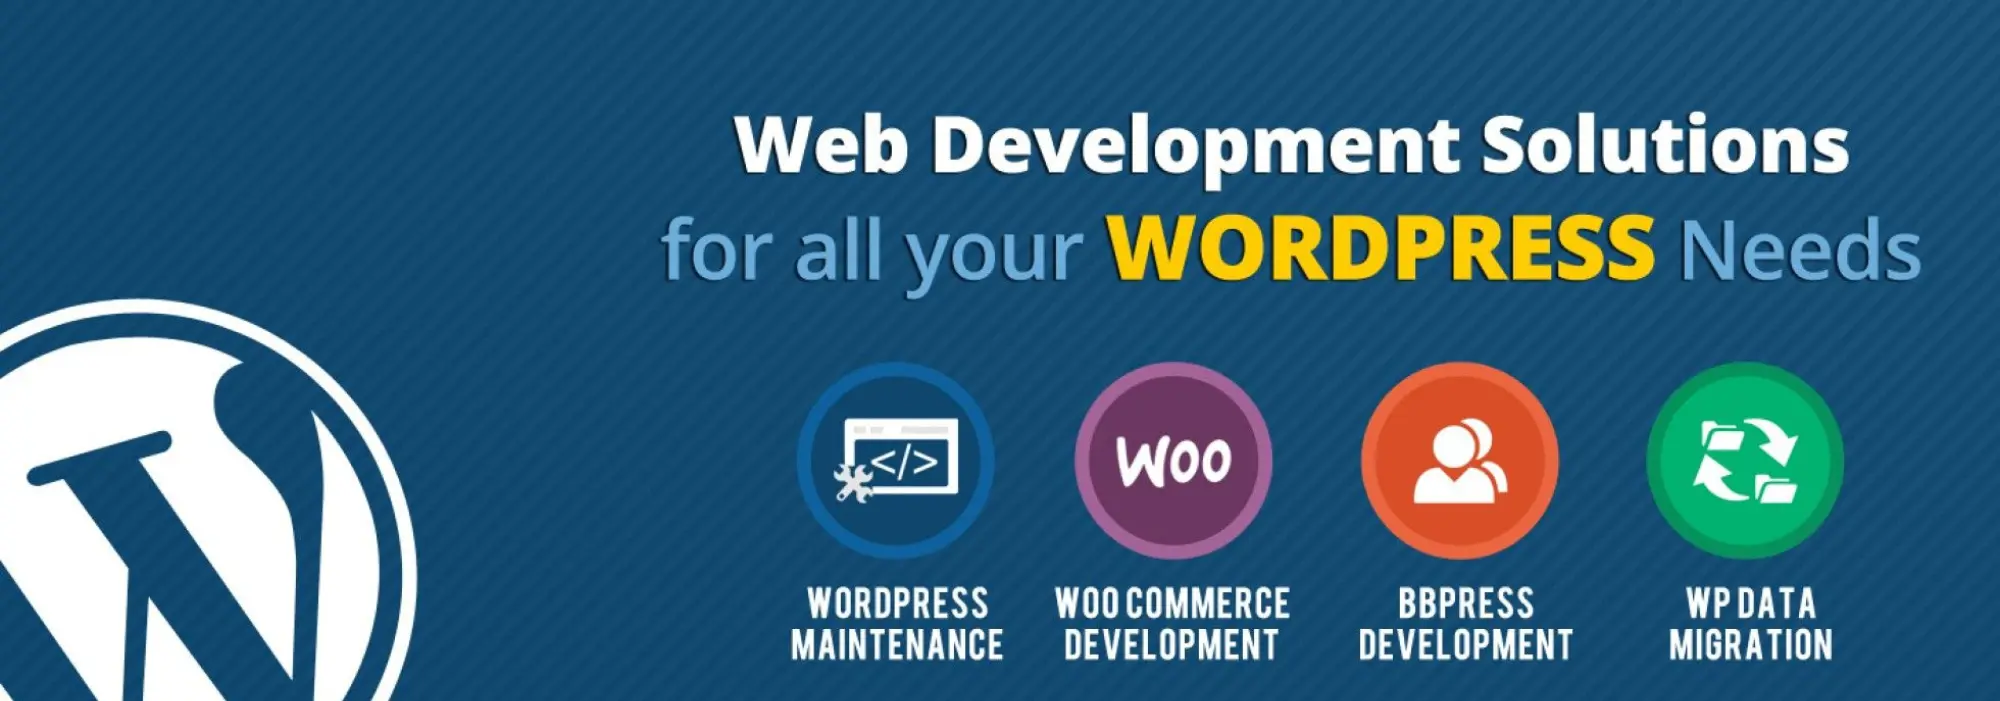 Web Development Solutions
for all your WORDPRESS Needs
</>
WOO
WORDPRESS
MAINTENANCE
WOO COMMERCE
DEVELOPMENT
BBPRESS
DEVELOPMENT
WP DATA
MIGRATION
W